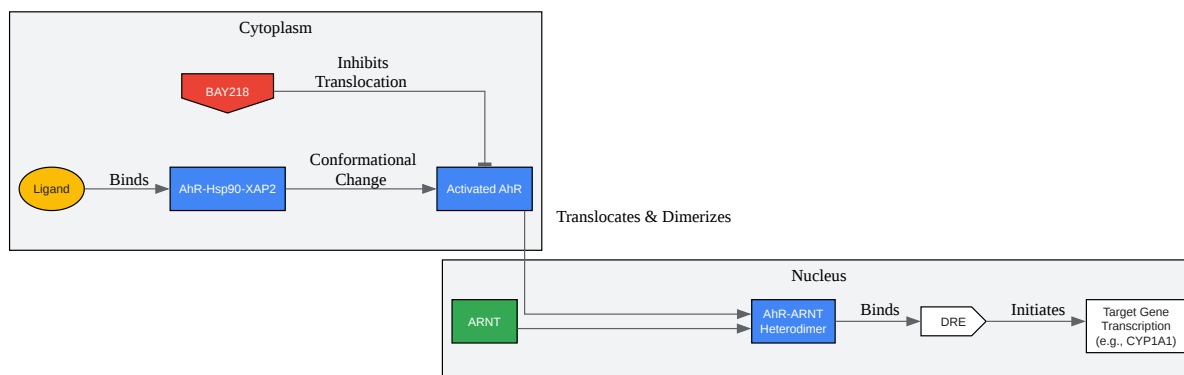 Cytoplasm
Inhibits
Translocation
BAY218
Ligand
Binds
AhR-Hsp90-XAP2
Conformational
Change
Activated AhR
Translocates & Dimerizes
Nucleus
ARNT
AhR-ARNT
Heterodimer
Binds
DRE
Initiates
Target Gene
Transcription
(e.g., CYP1A1)